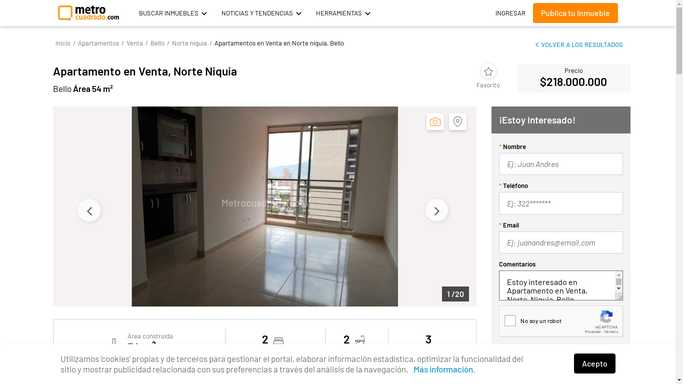 metro
cuadrado.com
BUSCAR INMUEBLES
NOTICIAS Y TENDENCIAS
HERRAMIENTAS
INGRESAR
Publica tu Inmueble
Inicio / Apartamentos / Venta / Bello / Norte niquia / Apartamentos en Venta en Norte niquia, Bello
VOLVER A LOS RESULTADOS
Apartamento en Venta, Norte Niquia
Bello Área 54 m²
Favorito
Precio
$218.000.000
1 / 20
¡Estoy Interesado!
* Nombre
Ej: Juan Andres
* Teléfono
Ej: 322*******
* Email
Ej: juanandres@email.com
Comentarios
Estoy interesado en
Apartamento en Venta,
Norte Niquia, Bello
No soy un robot
reCAPTCHA
Privacidad - Términos
Área construida
2
2
3
Utilizamos 'cookies' propias y de terceros para gestionar el portal, elaborar información estadística, optimizar la funcionalidad del
sitio y mostrar publicidad relacionada con sus preferencias a través del análisis de la navegación. Más información.
Acepto